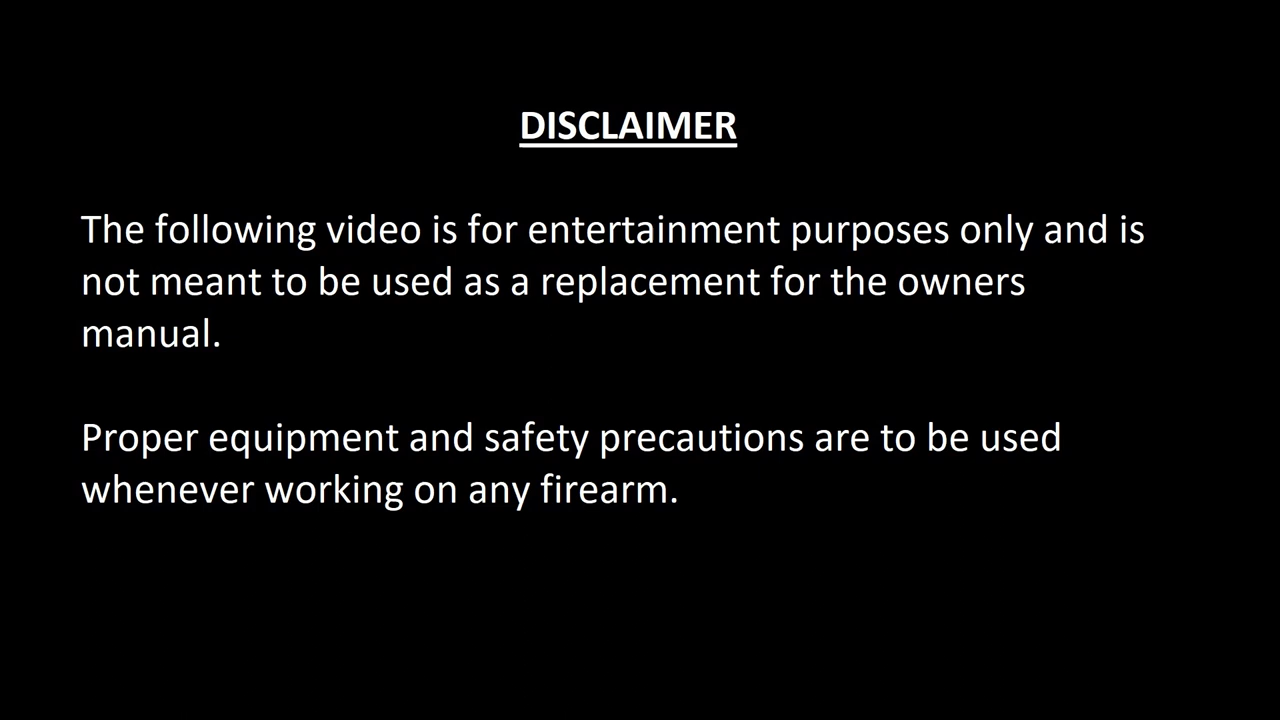 DISCLAIMER
The following video is for entertainment purposes only and is
not meant to be used as a replacement for the owners
manual.
Proper equipment and safety precautions are to be used
whenever working on any firearm.